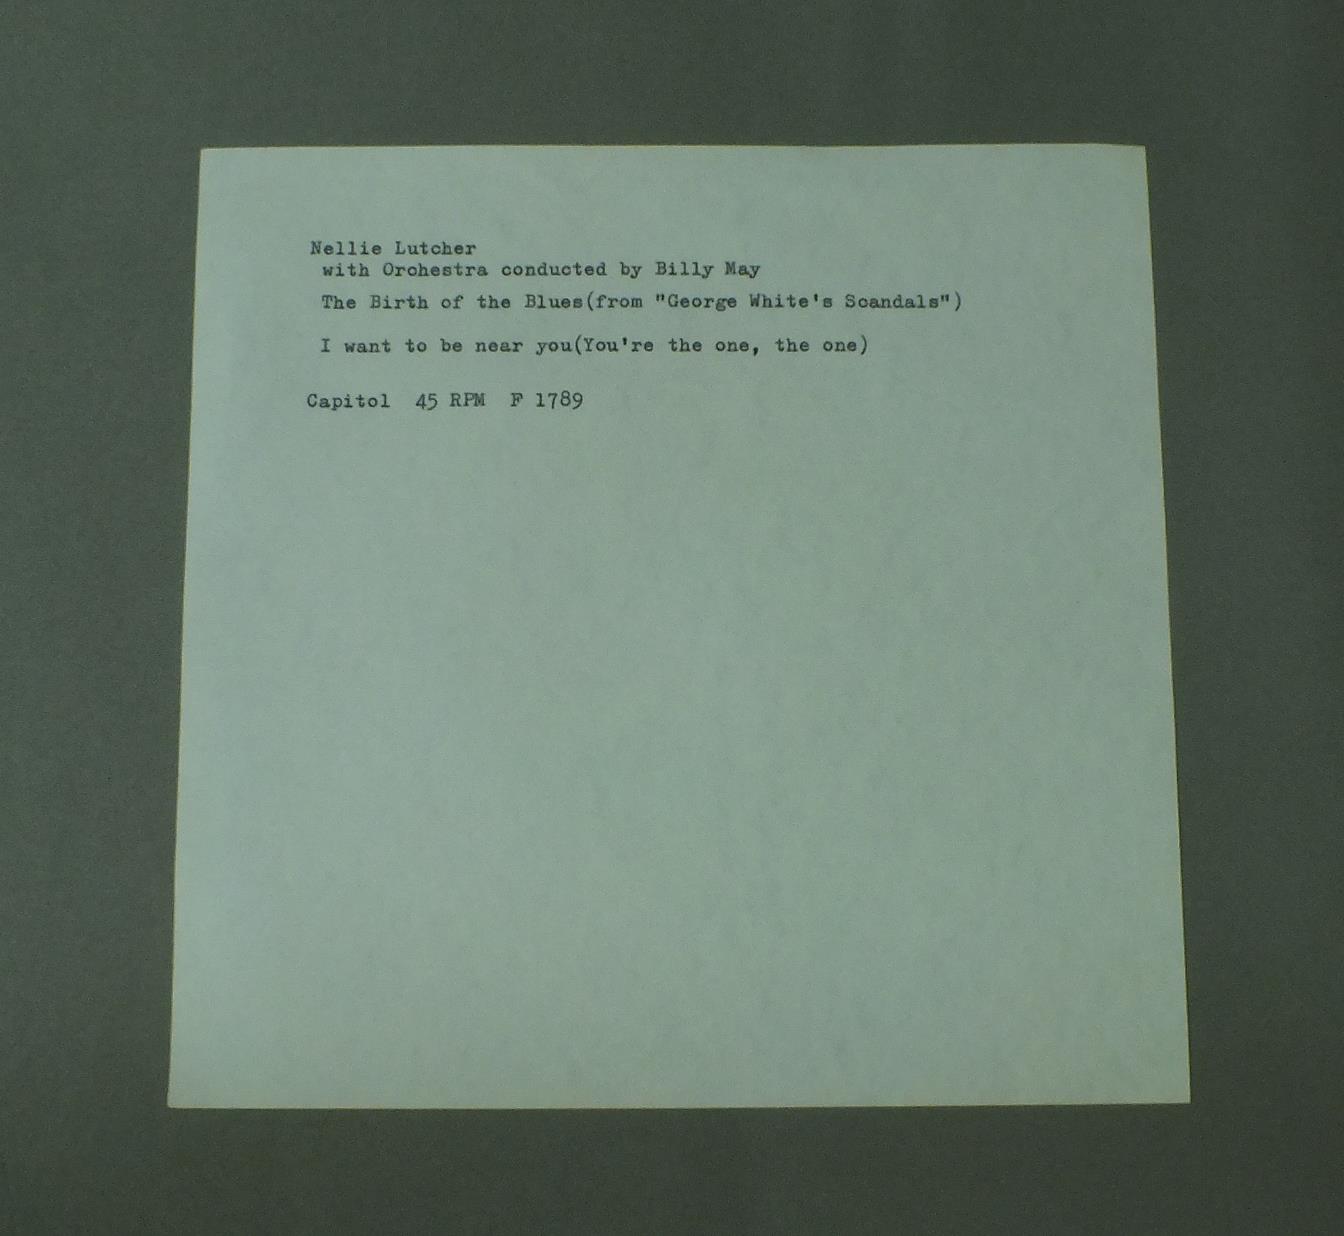 Nellie Lutcher
with Orchestra conducted by Billy May
The Birth of the Blues(from "George White's Scandals")
I want to be near you(You're the one, the one)
Capitol 45 RPM F 1789